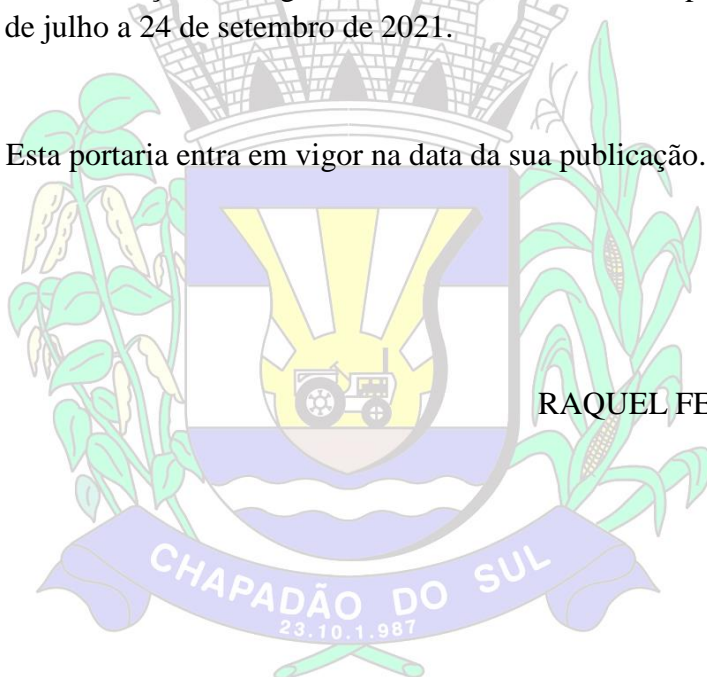 de julho a 24 de setembro de 2021.
Esta portaria entra em vigor na data da sua publicação.
RAQUEL FE
CHAPADÃO DO SUL
23.10.1.987